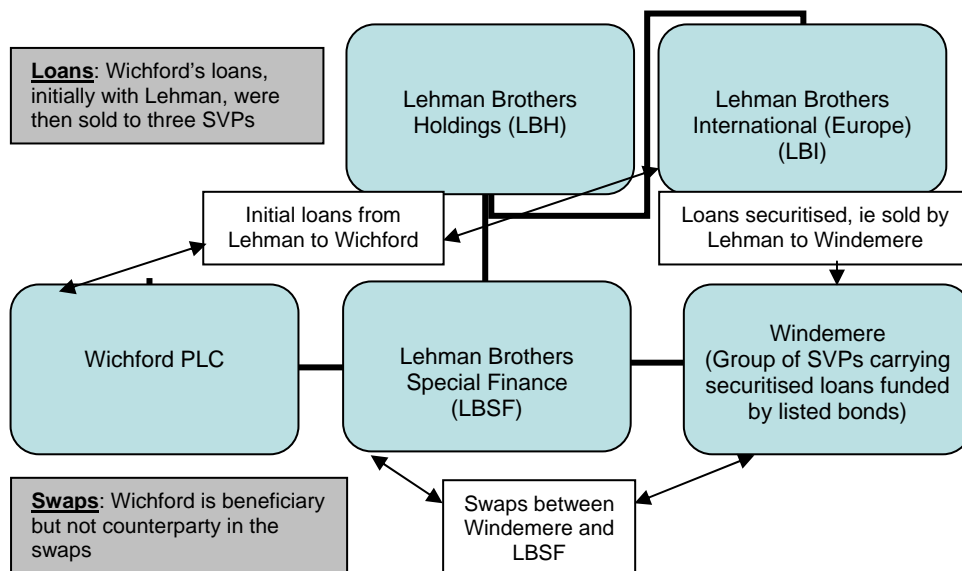 Loans: Wichford's loans,
initially with Lehman, were
then sold to three SVPs
Lehman Brothers
Holdings (LBH)
Lehman Brothers
International (Europe)
(LBI)
Initial loans from
Lehman to Wichford
Loans securitised, ie sold by
Lehman to Windemere
Wichford PLC
Lehman Brothers
Special Finance
(LBSF)
Windemere
(Group of SVPs carrying
securitised loans funded
by listed bonds)
Swaps: Wichford is beneficiary
but not counterparty in the
swaps
Swaps between
Windemere and
LBSF